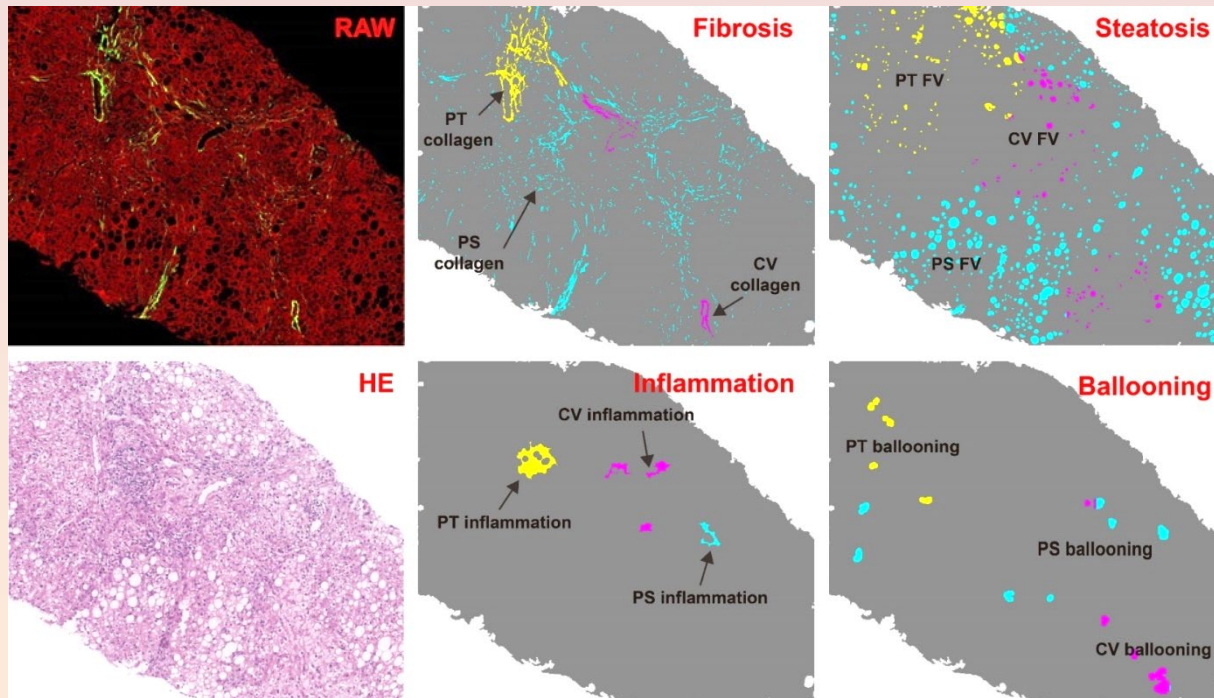 RAW
Fibrosis
PT
collagen
PS
collagen
CV
collagen
Steatosis
PT FV
CV FV
PS FV
HE
Inflammation
CV inflammation
PT inflammation
PS inflammation
Ballooning
PT ballooning
PS ballooning
CV ballooning